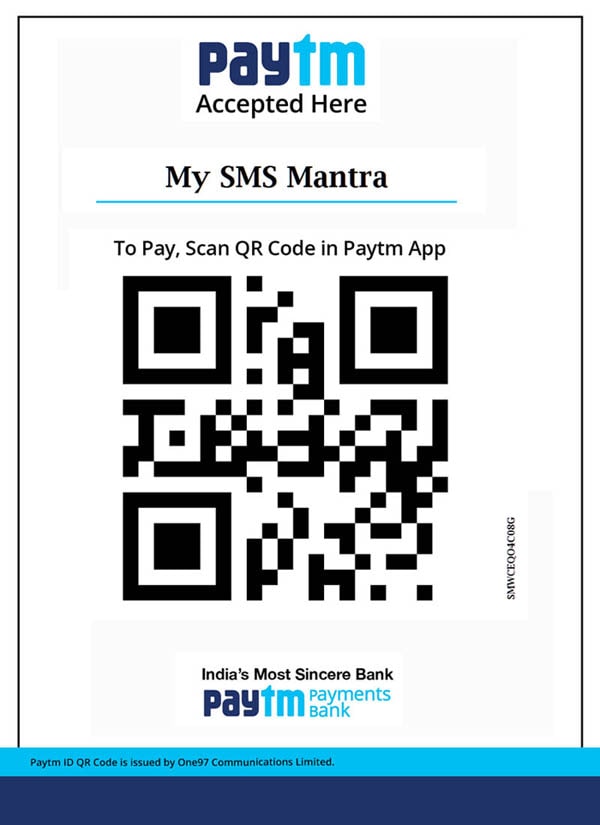 paytm
Accepted Here
My SMS Mantra
To Pay, Scan QR Code in Paytm App
SMWCEQO4C08G
India's Most Sincere Bank
paytm Payments
Bank
Paytm ID QR Code is issued by One97 Communications Limited.